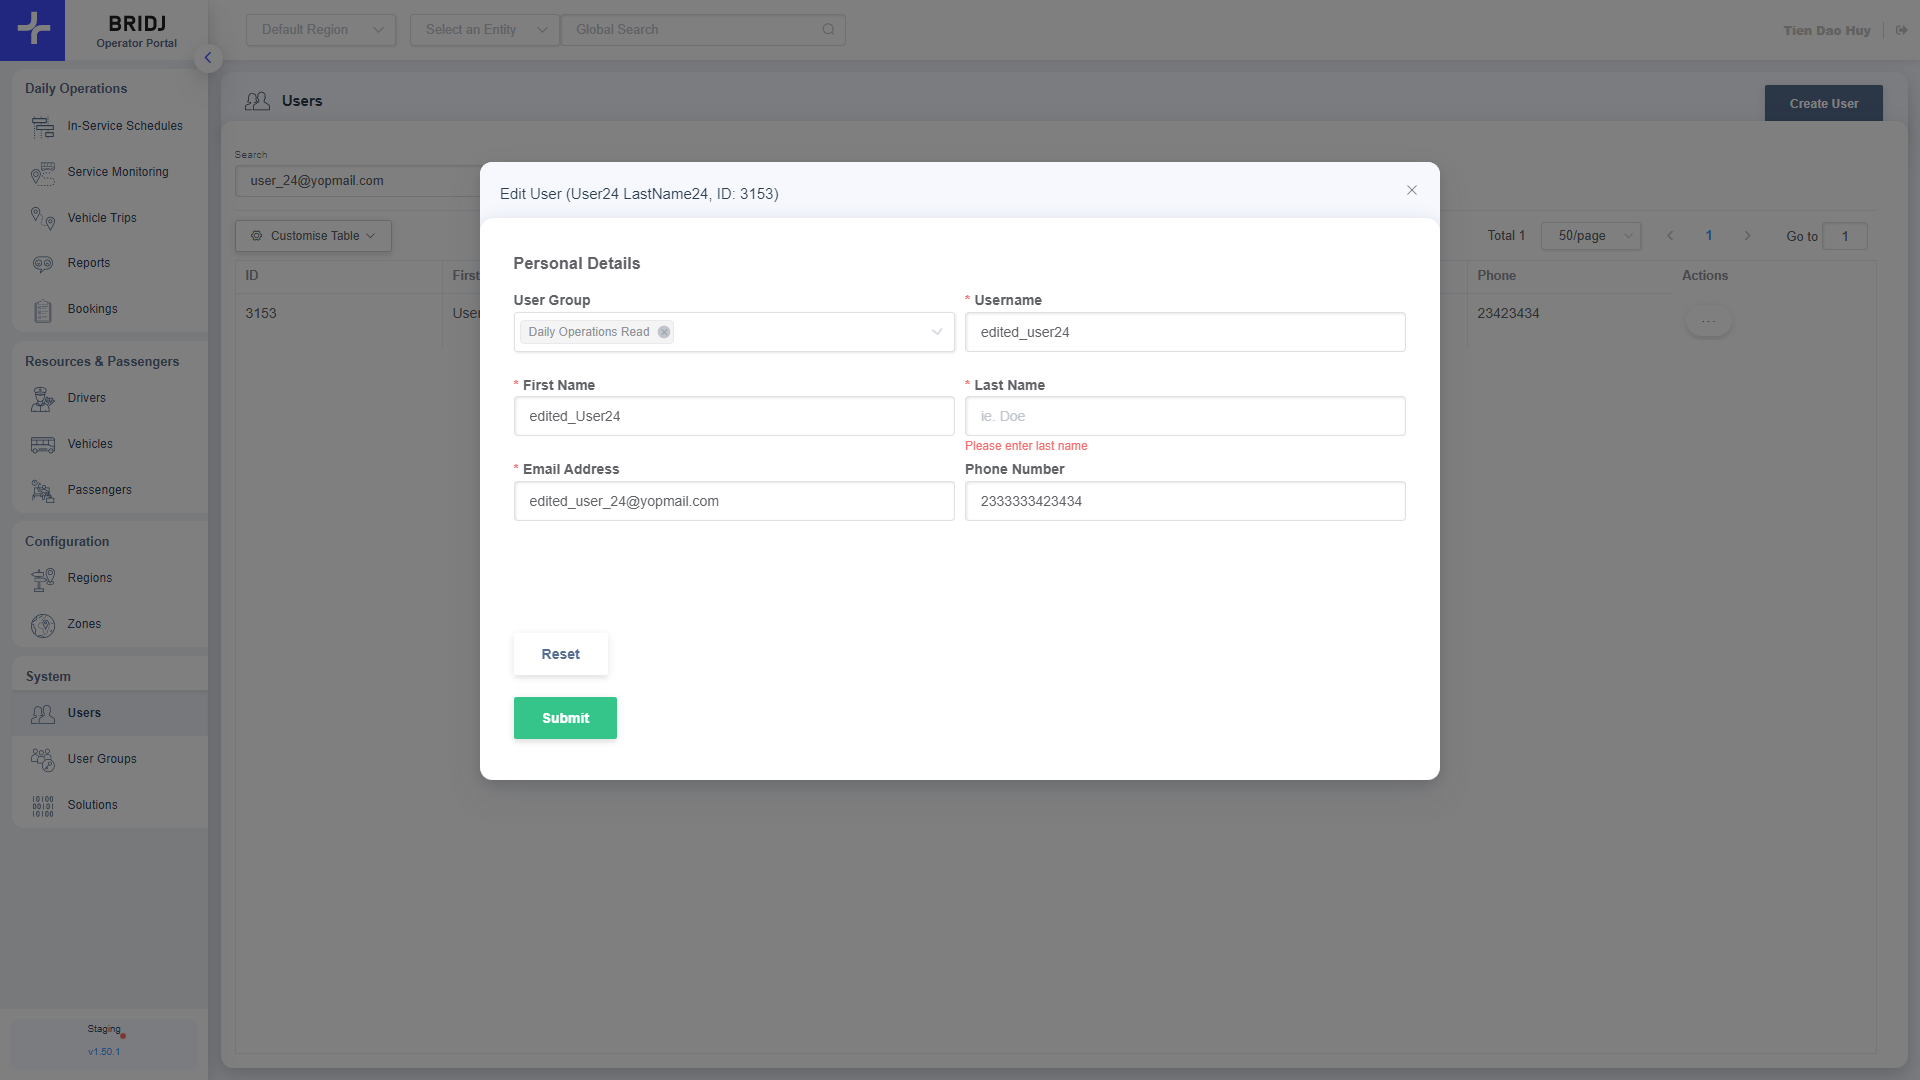 BRIDJ
Operator Portal
Default Region
Select an Entity
Global Search
Tien Dao Huy
Daily Operations
In-Service Schedules
Service Monitoring
Vehicle Trips
Reports
Bookings
Resources & Passengers
Drivers
Vehicles
Passengers
Configuration
Regions
Zones
System
Users
User Groups
Solutions
Staging
v1.50.1
Users
Create User
Search
user_24@yopmail.com
Customise Table
Total 1
50/page
1
Go to
1
ID
First
Phone
Actions
3153
User
23423434
Edit User (User24 LastName24, ID: 3153)
Personal Details
User Group
Daily Operations Read
* Username
edited_user24
* First Name
edited_User24
* Last Name
ie. Doe
Please enter last name
* Email Address
edited_user_24@yopmail.com
Phone Number
2333333423434
Reset
Submit